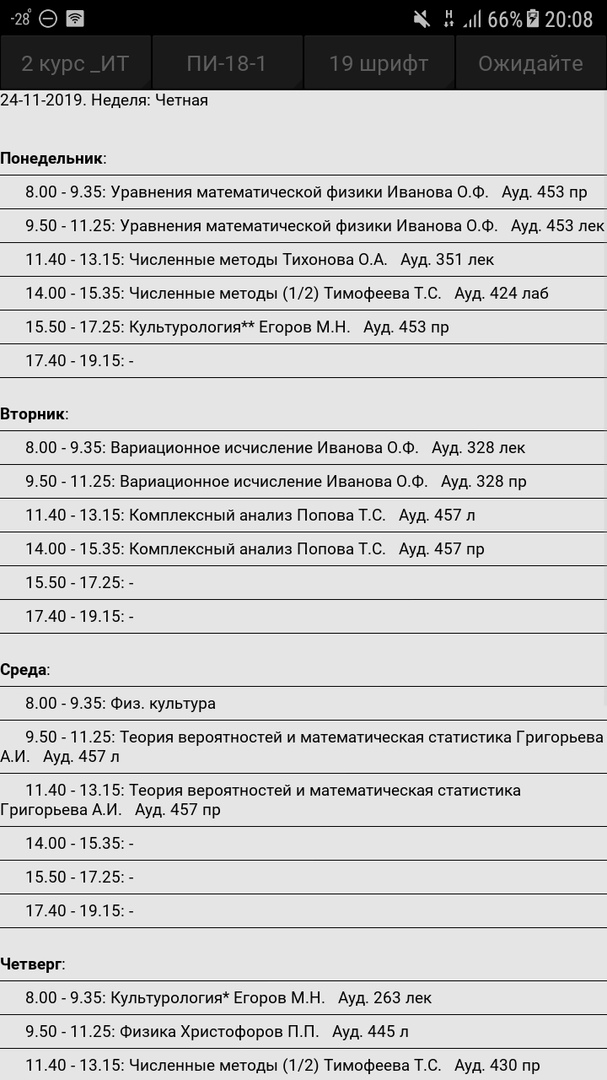 -28°
66% 20:08
2 курс _ИТ ПИ-18-1 19 шрифт Ожидайте
24-11-2019. Неделя: Четная
Понедельник:
8.00 - 9.35: Уравнения математической физики Иванова О.Ф. Ауд. 453 пр
9.50 - 11.25: Уравнения математической физики Иванова О.Ф. Ауд. 453 лек
11.40 - 13.15: Численные методы Тихонова О.А. Ауд. 351 лек
14.00 - 15.35: Численные методы (1/2) Тимофеева Т.С. Ауд. 424 лаб
15.50 - 17.25: Культурология** Егоров М.Н. Ауд. 453 пр
17.40 - 19.15: -
Вторник:
8.00 - 9.35: Вариационное исчисление Иванова О.Ф. Ауд. 328 лек
9.50 - 11.25: Вариационное исчисление Иванова О.Ф. Ауд. 328 пр
11.40 - 13.15: Комплексный анализ Попова Т.С. Ауд. 457 л
14.00 - 15.35: Комплексный анализ Попова Т.С. Ауд. 457 пр
15.50 - 17.25: -
17.40 - 19.15: -
Среда:
8.00 - 9.35: Физ. культура
9.50 - 11.25: Теория вероятностей и математическая статистика Григорьева
А.И. Ауд. 457 л
11.40 - 13.15: Теория вероятностей и математическая статистика
Григорьева А.И. Ауд. 457 пр
14.00 - 15.35: -
15.50 - 17.25: -
17.40 - 19.15: -
Четверг:
8.00 - 9.35: Культурология* Егоров М.Н. Ауд. 263 лек
9.50 - 11.25: Физика Христофоров П.П. Ауд. 445 л
11.40 - 13.15: Численные методы (1/2) Тимофеева Т.С. Ауд. 430 пр